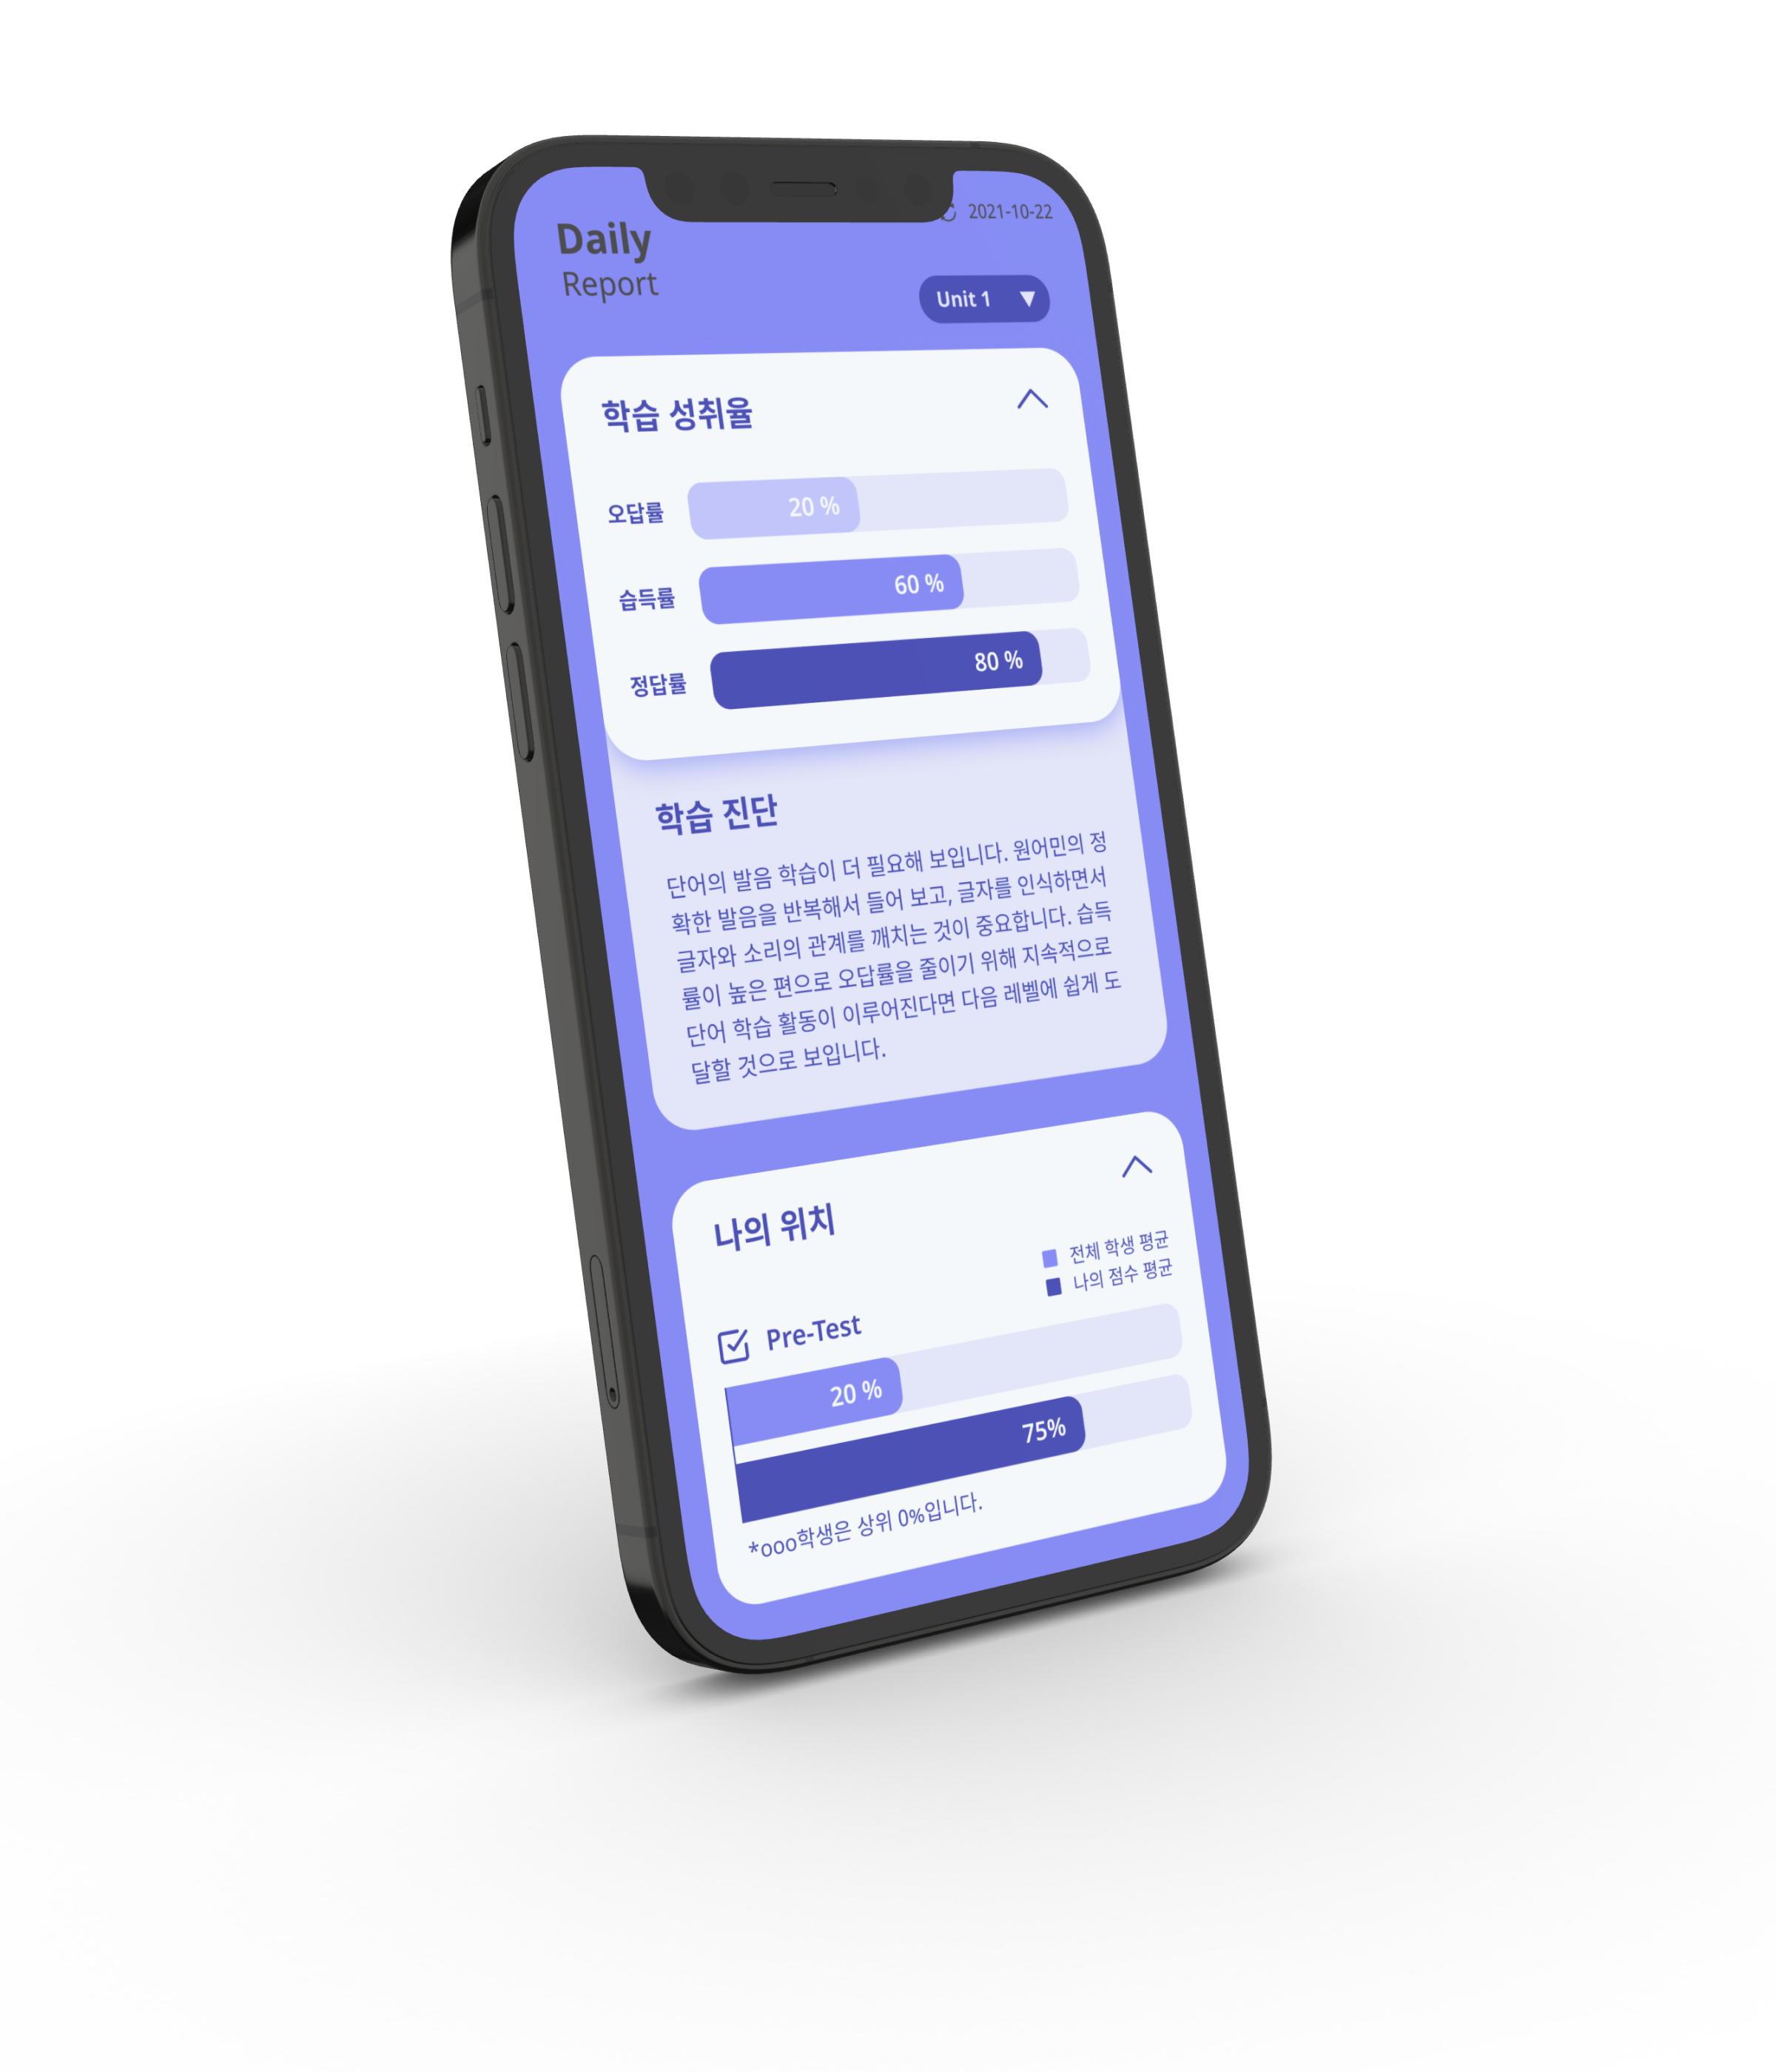 Daily
Report
2021-10-22
Unit 1
학습 성취율
오답률
20 %
습득률
60 %
정답률
80 %
학습 진단
단어의 발음 학습이 더 필요해 보입니다. 원어민의 정
확한 발음을 반복해서 들어 보고, 글자를 인식하면서
글자와 소리의 관계를 깨치는 것이 중요합니다. 습득
률이 높은 편으로 오답률을 줄이기 위해 지속적으로
단어 학습 활동이 이루어진다면 다음 레벨에 쉽게 도
달할 것으로 보입니다.
나의 위치
전체 학생 평균
나의 점수 평균
Pre-Test
20 %
75%
*ooo학생은 상위 0%입니다.